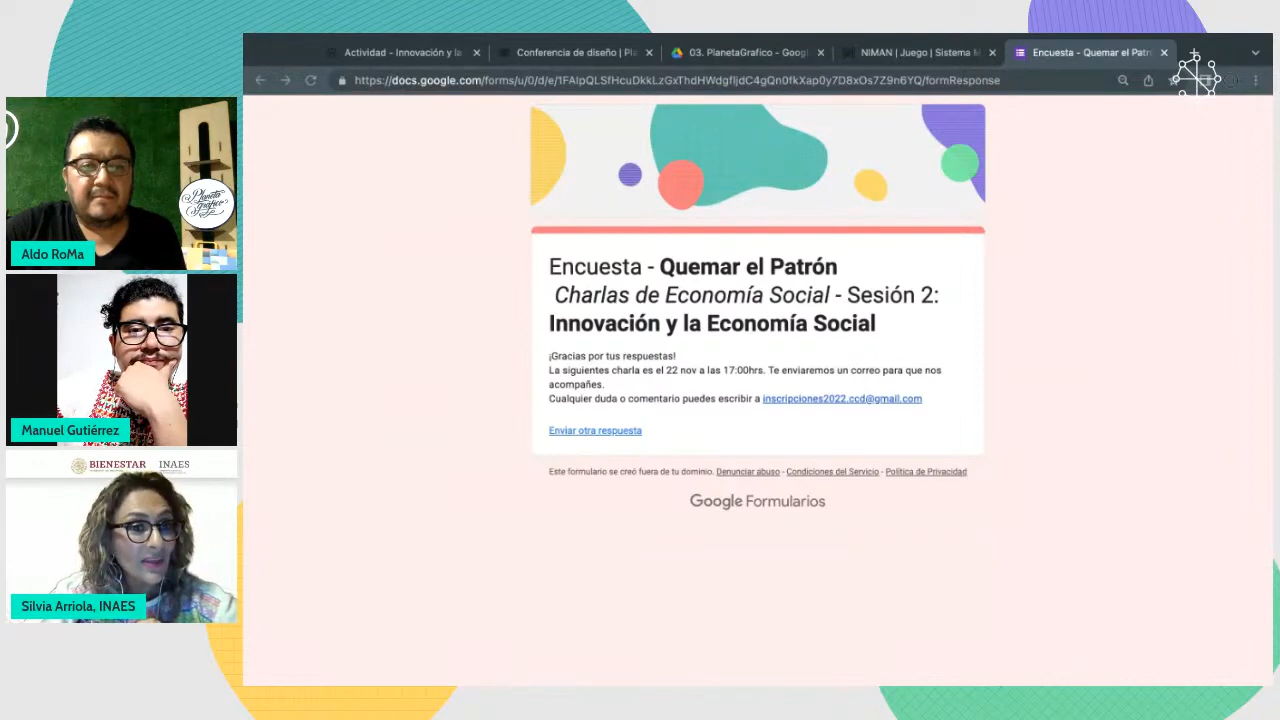 Actividad - Innovación y la
Conferencia de diseño | Pla
03. PlanetaGrafico - Googl
NIMAN | Juego | Sistema M
Encuesta - Quemar el Patró
https://docs.google.com/forms/u/0/d/e/1FAIpQLSfHcuDkkLzGxThdHWdgfljdC4gQn0fkXap0y7D8xOs7Z9n6YQ/formResponse
Planeta
gráfico
Aldo RoMa
Manuel Gutiérrez
BIENESTAR INAES
Silvia Arriola, INAES
Encuesta - Quemar el Patrón
Charlas de Economía Social - Sesión 2:
Innovación y la Economía Social
¡Gracias por tus respuestas!
La siguientes charla es el 22 nov a las 17:00hrs. Te enviaremos un correo para que nos
acompañes.
Cualquier duda o comentario puedes escribir a inscripciones2022.ccd@gmail.com
Enviar otra respuesta
Este formulario se creó fuera de tu dominio. Denunciar abuso - Condiciones del Servicio - Política de Privacidad
Google Formularios